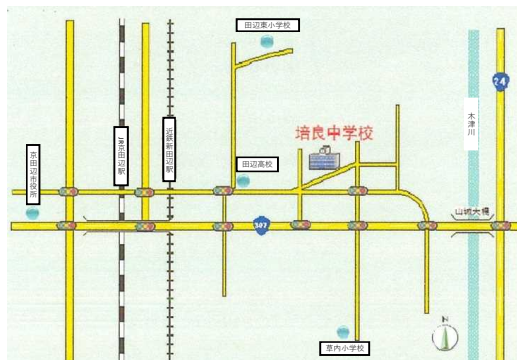 田辺東小学校
24
木津川
培良中学校
JR京田辺駅
近鉄新田辺駅
京田辺市役所
田辺高校
山城大橋
307
N
草内小学校